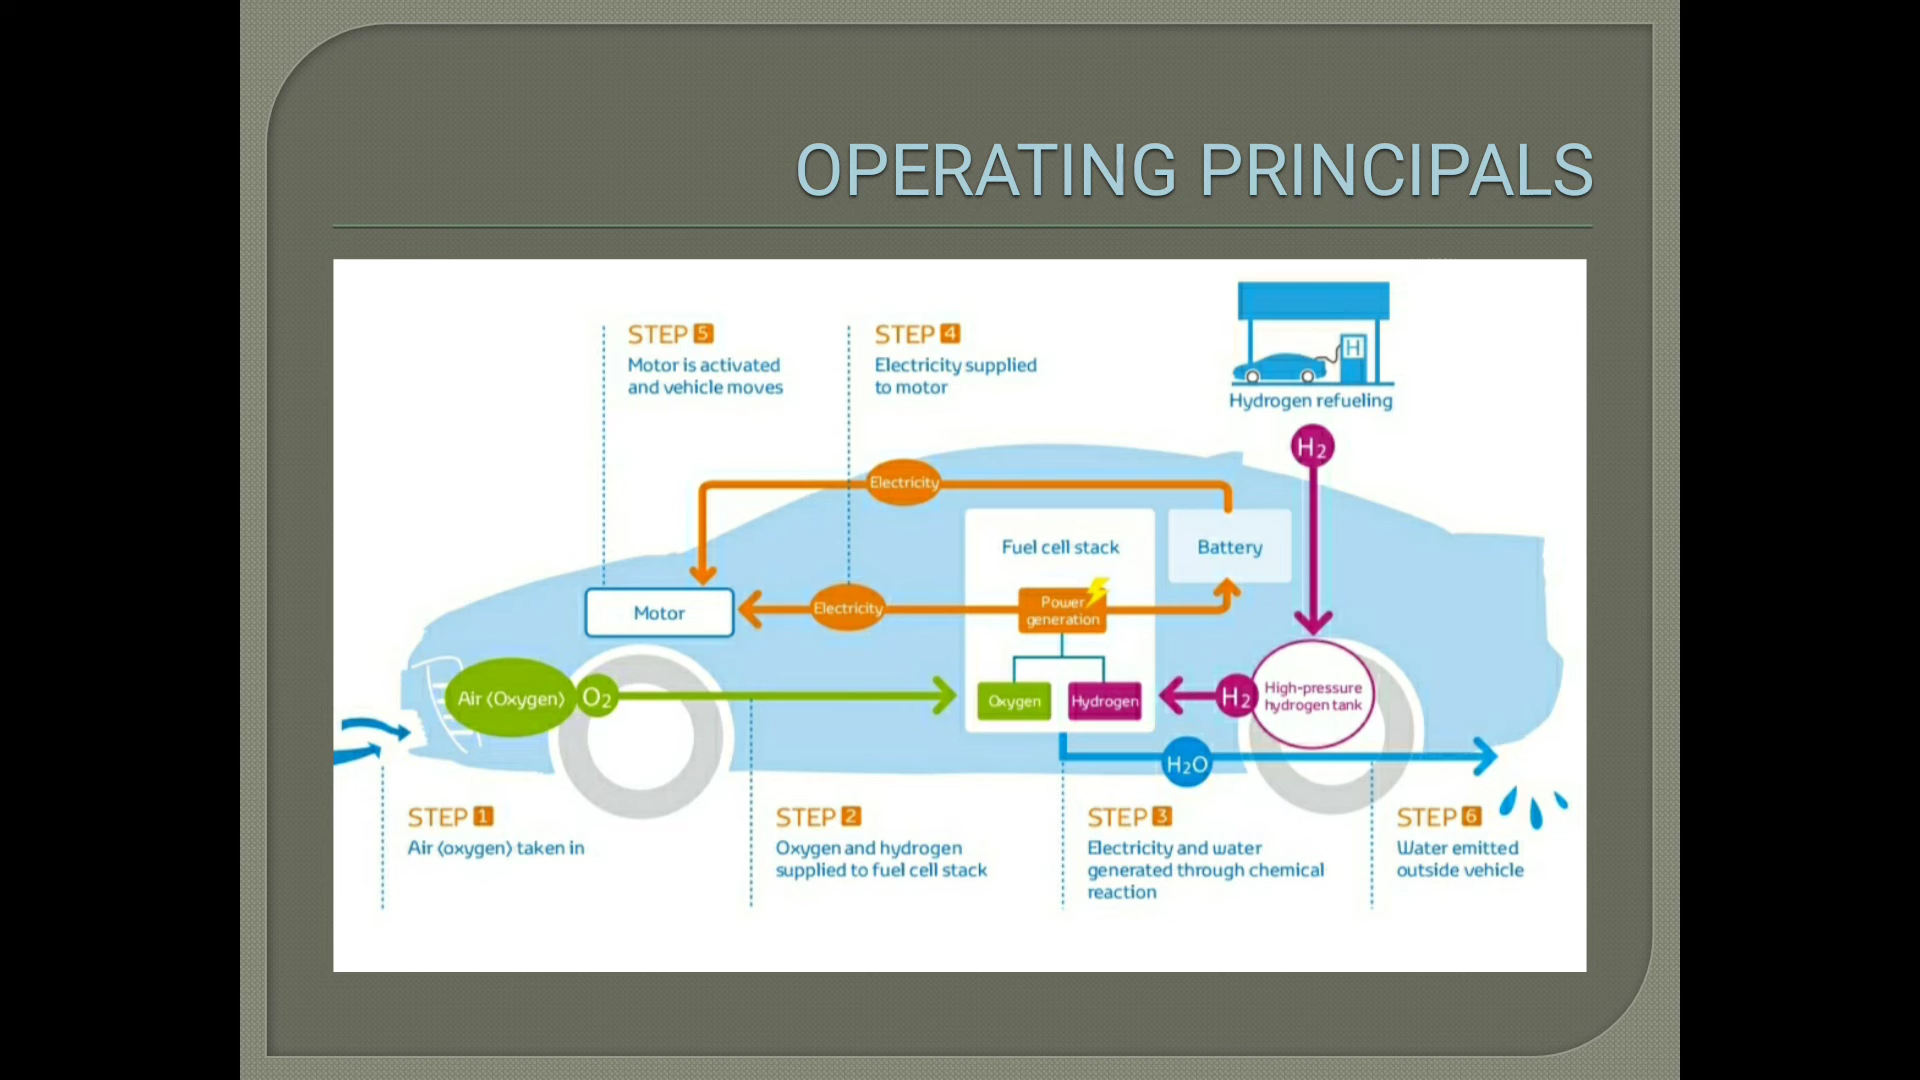 OPERATING PRINCIPALS
STEP 5
Motor is activated
and vehicle moves
STEP 4
Electricity supplied
to motor
H
Hydrogen refueling
H2
Electricity
Fuel cell stack
Battery
Motor
Electricity
Power
generation
Air (Oxygen)
O2
Oxygen
Hydrogen
H2
High-pressure
hydrogen tank
H2O
STEP 1
Air (oxygen) taken in
STEP 2
Oxygen and hydrogen
supplied to fuel cell stack
STEP 3
Electricity and water
generated through chemical
reaction
STEP 6
Water emitted
outside vehicle